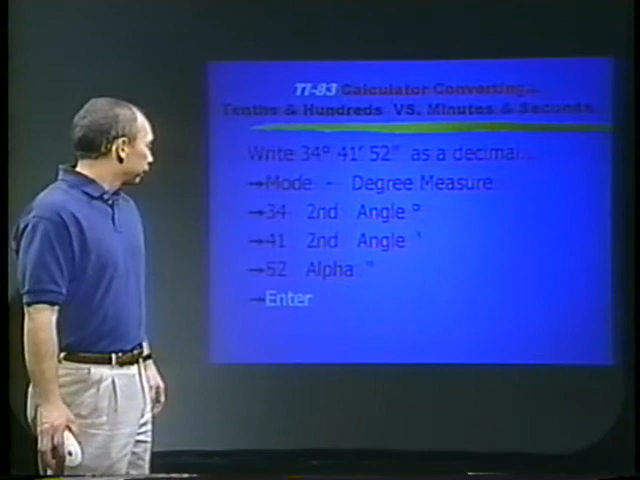 TI-83 Calculator Converting...
Tenths & Hundreds VS. Minutes & Seconds
Write 34° 41' 52" as a decimal...
→Mode - Degree Measure
→34 2nd Angle °
→41 2nd Angle '
→52 Alpha "
→Enter